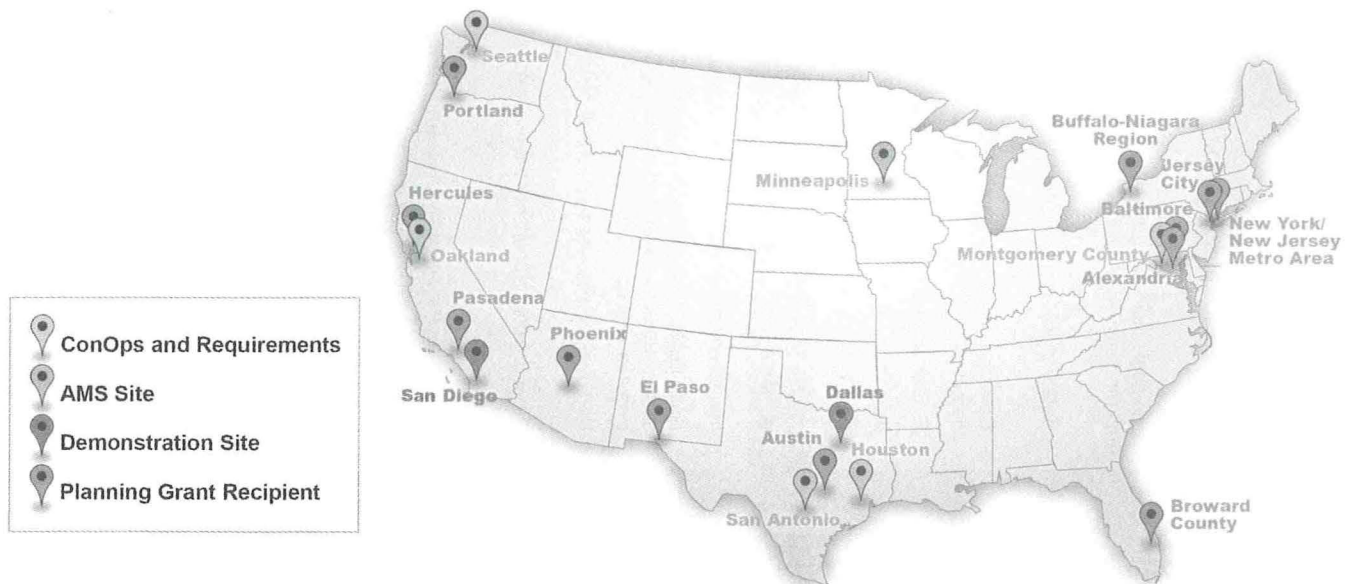 Seattle
Portland
Buffalo-Niagara
Region
Minneapolis
Jersey
City
Hercules
Baltimore
New York/
New Jersey
Metro Area
Oakland
Montgomery County
Alexandria
Pasadena
Phoenix
San Diego
El Paso
Dallas
Austin
Houston
San Antonio
Broward
County
ConOps and Requirements
AMS Site
Demonstration Site
Planning Grant Recipient